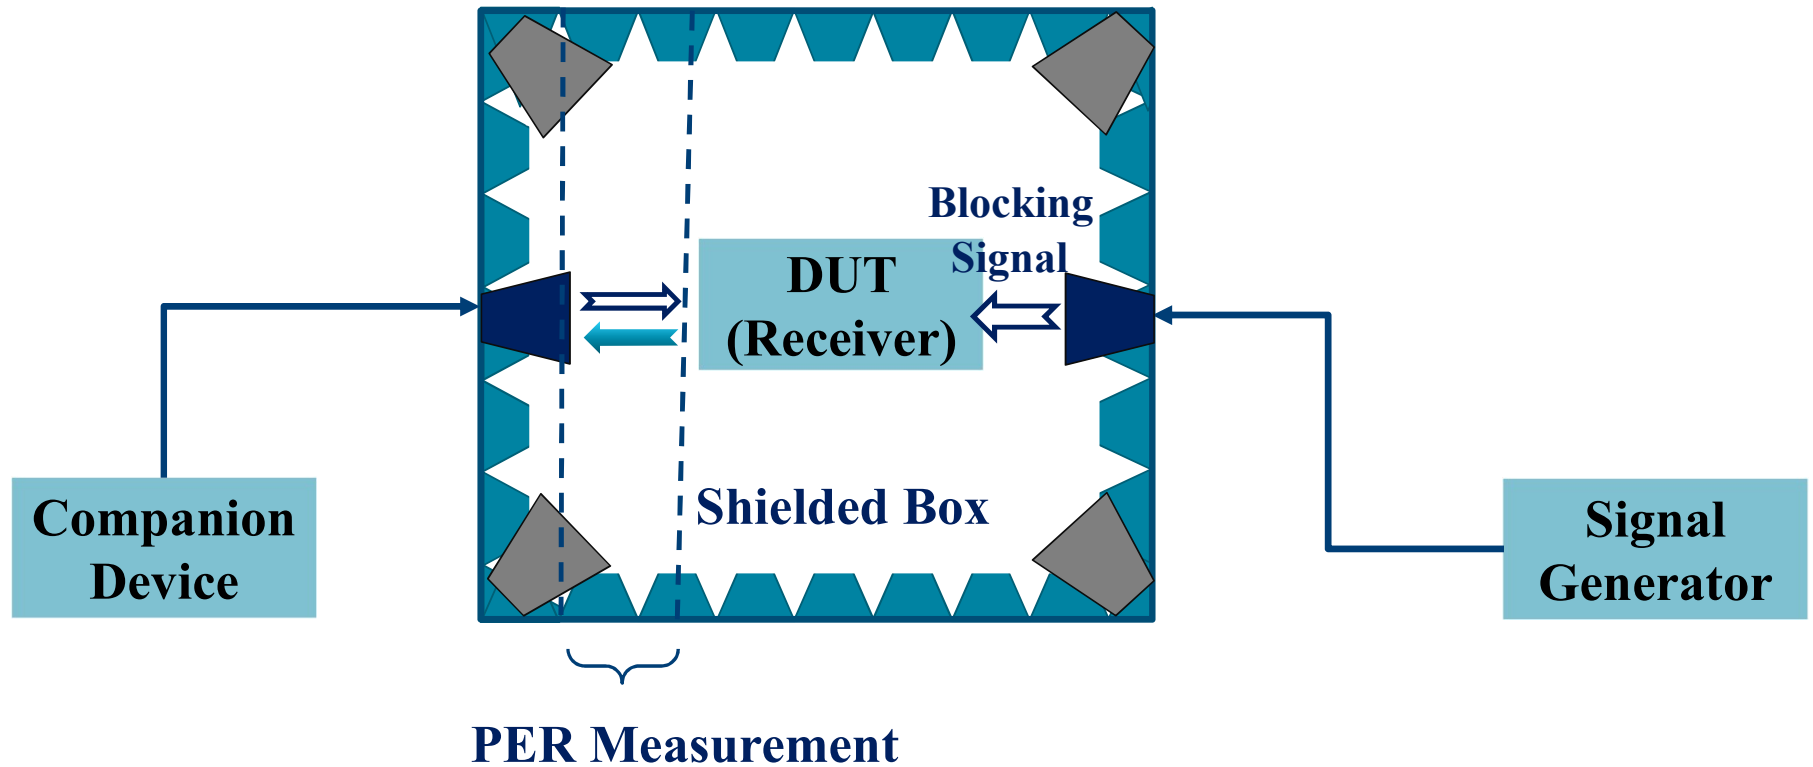 Blocking
Signal
DUT
(Receiver)
Shielded Box
Companion
Device
Signal
Generator
PER Measurement